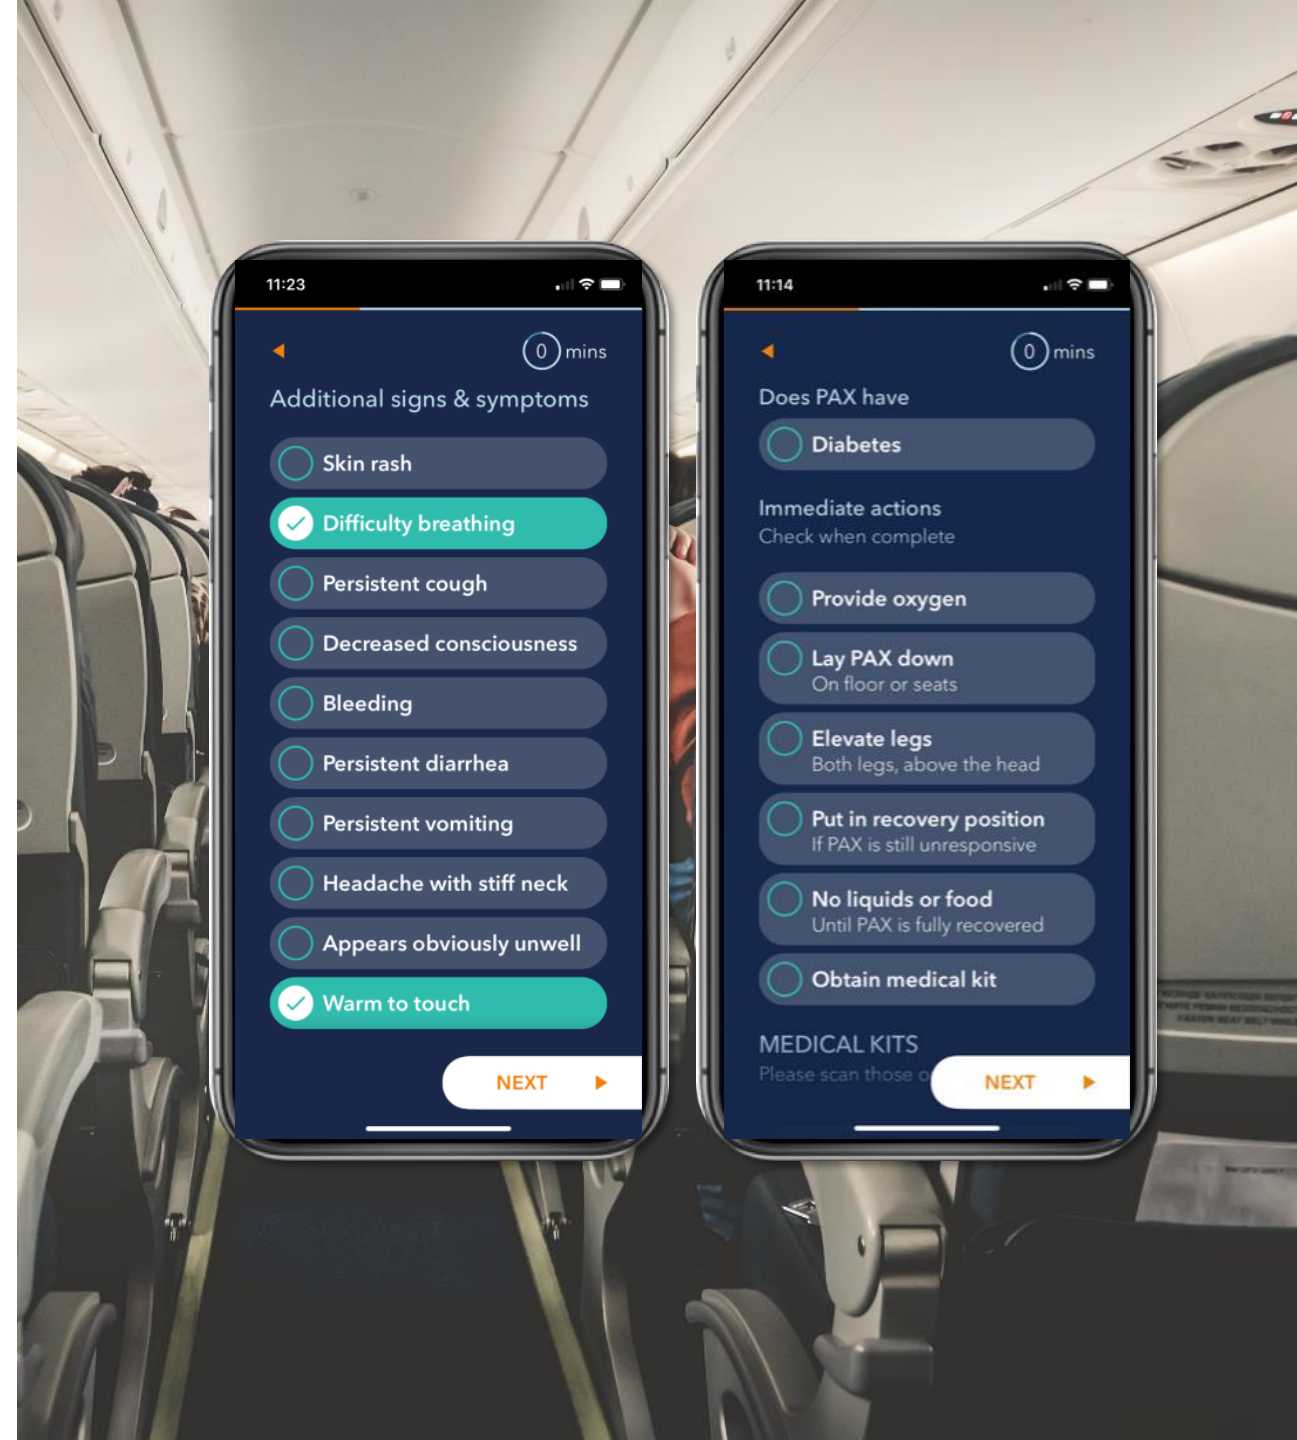 11:23
0 mins
Additional signs & symptoms
Skin rash
Difficulty breathing
Persistent cough
Decreased consciousness
Bleeding
Persistent diarrhea
Persistent vomiting
Headache with stiff neck
Appears obviously unwell
Warm to touch
NEXT
11:14
0 mins
Does PAX have
Diabetes
Immediate actions
Check when complete
Provide oxygen
Lay PAX down
On floor or seats
Elevate legs
Both legs, above the head
Put in recovery position
If PAX is still unresponsive
No liquids or food
Until PAX is fully recovered
Obtain medical kit
MEDICAL KITS
Please scan those
NEXT
FASTEN SEAT BELT WHILE